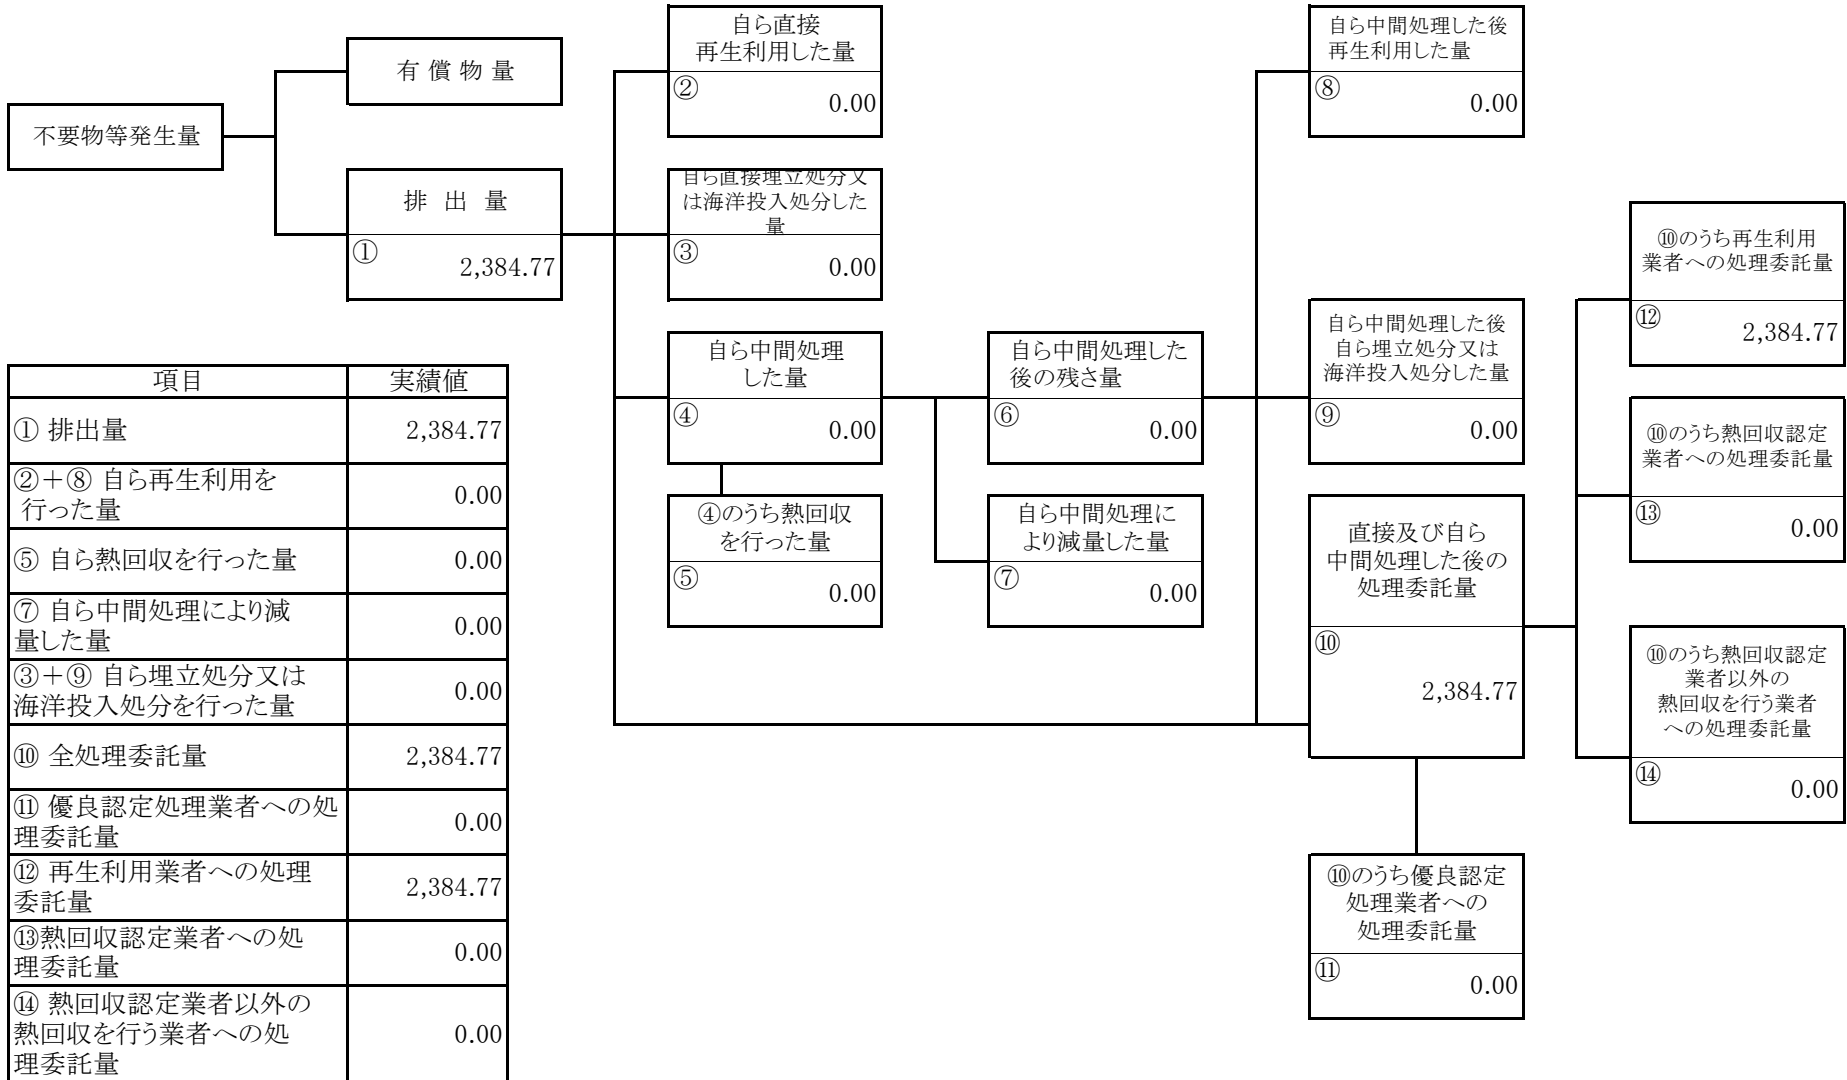 不要物等発生量
有 償 物 量
排 出 量
①
2,384.77
自ら直接
再生利用した量
②
0.00
自ら直接埋立処分又
は海洋投入処分した
量
③
0.00
自ら中間処理
した量
④
0.00
④のうち熱回収
を行った量
⑤
0.00
自ら中間処理した
後の残さ量
⑥
0.00
自ら中間処理に
より減量した量
⑦
0.00
自ら中間処理した後
再生利用した量
⑧
0.00
自ら中間処理した後
自ら埋立処分又は
海洋投入処分した量
⑨
0.00
直接及び自ら
中間処理した後の
処理委託量
⑩
2,384.77
⑩のうち優良認定
処理業者への
処理委託量
⑪
0.00
⑩のうち再生利用
業者への処理委託量
⑫
2,384.77
⑩のうち熱回収認定
業者への処理委託量
⑬
0.00
⑩のうち熱回収認定
業者以外の
熱回収を行う業者
への処理委託量
⑭
0.00
項目 実績値
① 排出量 2,384.77
②+⑧ 自ら再生利用を
行った量 0.00
⑤ 自ら熱回収を行った量 0.00
⑦ 自ら中間処理により減
量した量 0.00
③+⑨ 自ら埋立処分又は
海洋投入処分を行った量 0.00
⑩ 全処理委託量 2,384.77
⑪ 優良認定処理業者への処
理委託量 0.00
⑫ 再生利用業者への処理
委託量 2,384.77
⑬熱回収認定業者への処
理委託量 0.00
⑭ 熱回収認定業者以外の
熱回収を行う業者への処
理委託量 0.00